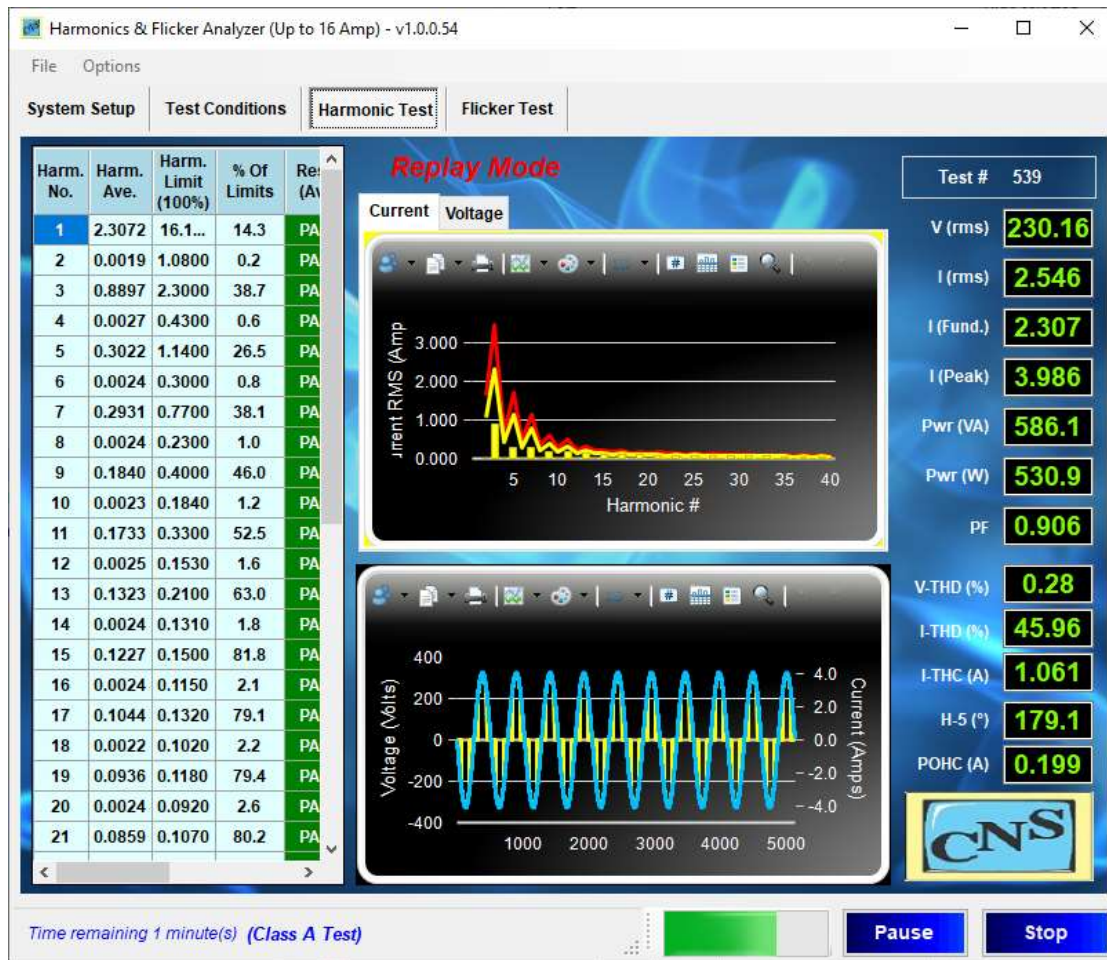 Harmonics & Flicker Analyzer (Up to 16 Amp) - v1.0.0.54
File Options
System Setup Test Conditions Harmonic Test Flicker Test
Harm. No. Harm. Ave. Harm. Limit (100%) % Of Limits
1 2.3072 16.1... 14.3 PA
2 0.0019 1.0800 0.2 PA
3 0.8897 2.3000 38.7 PA
4 0.0027 0.4300 0.6 PA
5 0.3022 1.1400 26.5 PA
6 0.0024 0.3000 0.8 PA
7 0.2931 0.7700 38.1 PA
8 0.0024 0.2300 1.0 PA
9 0.1840 0.4000 46.0 PA
10 0.0023 0.1840 1.2 PA
11 0.1733 0.3300 52.5 PA
12 0.0025 0.1530 1.6 PA
13 0.1323 0.2100 63.0 PA
14 0.0024 0.1310 1.8 PA
15 0.1227 0.1500 81.8 PA
16 0.0024 0.1150 2.1 PA
17 0.1044 0.1320 79.1 PA
18 0.0022 0.1020 2.2 PA
19 0.0936 0.1180 79.4 PA
20 0.0024 0.0920 2.6 PA
21 0.0859 0.1070 80.2 PA
Replay Mode
Current Voltage
3.000
2.000
1.000
0.000
5 10 15 20 25 30 35 40
Harmonic #
400
200
0
-200
-400
Voltage (Volts)
4.0
2.0
0.0
-2.0
-4.0
Current (Amps)
1000 2000 3000 4000 5000
Test # 539
V (rms) 230.16
I (rms) 2.546
I (Fund.) 2.307
I (Peak) 3.986
Pwr (VA) 586.1
Pwr (W) 530.9
PF 0.906
V-THD (%) 0.28
I-THD (%) 45.96
I-THC (A) 1.061
H-5 (°) 179.1
POHC (A) 0.199
CNS
Time remaining 1 minute(s) (Class A Test)
Pause Stop